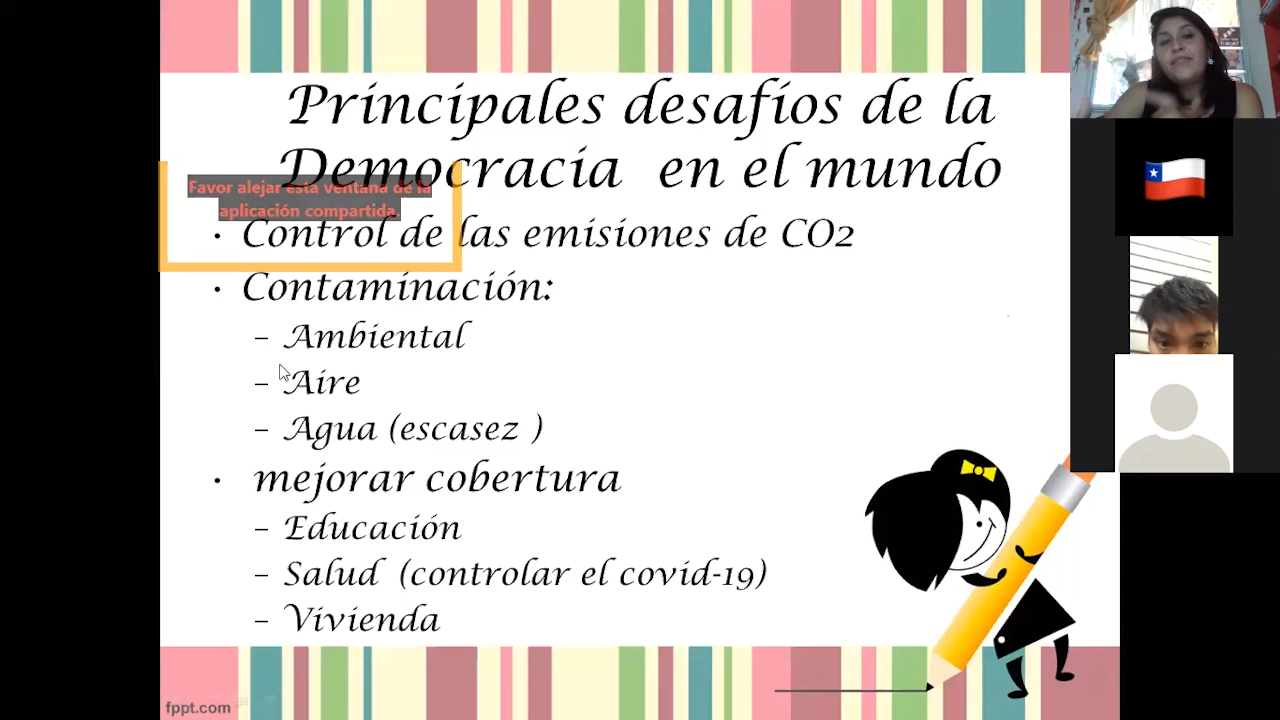 Principales desafíos de la
Democracia en el mundo
Favor alejar esta ventana de la
aplicación compartida.
• Control de las emisiones de CO2
• Contaminación:
– Ambiental
– Aire
– Agua (escasez )
• mejorar cobertura
– Educación
– Salud (controlar el covid-19)
– Vivienda
fppt.com